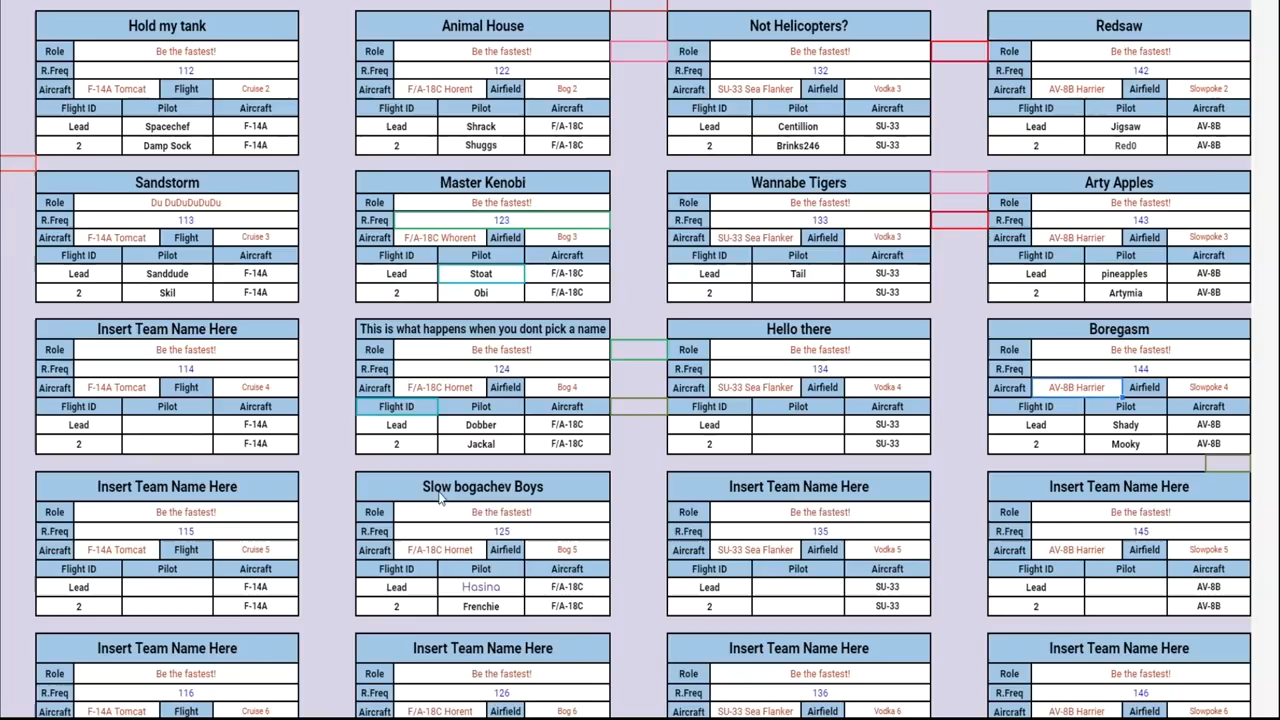 Hold my tank
Role Be the fastest!
R.Freq 112
Aircraft F-14A Tomcat Flight Cruise 2
Flight ID Pilot Aircraft
Lead Spacechef F-14A
2 Damp Sock F-14A
Animal House
Role Be the fastest!
R.Freq 122
Aircraft F/A-18C Horent Airfield Bog 2
Flight ID Pilot Aircraft
Lead Shrack F/A-18C
2 Shuggs F/A-18C
Not Helicopters?
Role Be the fastest!
R.Freq 132
Aircraft SU-33 Sea Flanker Airfield Vodka 3
Flight ID Pilot Aircraft
Lead Centillion SU-33
2 Brinks246 SU-33
Redsaw
Role Be the fastest!
R.Freq 142
Aircraft AV-8B Harrier Airfield Slowpoke 2
Flight ID Pilot Aircraft
Lead Jigsaw AV-8B
2 Red0 AV-8B
Sandstorm
Role Du DuDuDuDuDu
R.Freq 113
Aircraft F-14A Tomcat Flight Cruise 3
Flight ID Pilot Aircraft
Lead Sanddude F-14A
2 Skil F-14A
Master Kenobi
Role Be the fastest!
R.Freq 123
Aircraft F/A-18C Whorent Airfield Bog 3
Flight ID Pilot Aircraft
Lead Stoat F/A-18C
2 Obi F/A-18C
Wannabe Tigers
Role Be the fastest!
R.Freq 133
Aircraft SU-33 Sea Flanker Airfield Vodka 3
Flight ID Pilot Aircraft
Lead Tail SU-33
2 SU-33
Arty Apples
Role Be the fastest!
R.Freq 143
Aircraft AV-8B Harrier Airfield Slowpoke 3
Flight ID Pilot Aircraft
Lead pineapples AV-8B
2 Artymia AV-8B
Insert Team Name Here
Role Be the fastest!
R.Freq 114
Aircraft F-14A Tomcat Flight Cruise 4
Flight ID Pilot Aircraft
Lead F-14A
2 F-14A
This is what happens when you dont pick a name
Role Be the fastest!
R.Freq 124
Aircraft F/A-18C Hornet Airfield Bog 4
Flight ID Pilot Aircraft
Lead Dobber F/A-18C
2 Jackal F/A-18C
Hello there
Role Be the fastest!
R.Freq 134
Aircraft SU-33 Sea Flanker Airfield Vodka 4
Flight ID Pilot Aircraft
Lead SU-33
2 SU-33
Boregasm
Role Be the fastest!
R.Freq 144
Aircraft AV-8B Harrier Airfield Slowpoke 4
Flight ID Pilot Aircraft
Lead Shady AV-8B
2 Mooky AV-8B
Insert Team Name Here
Role Be the fastest!
R.Freq 115
Aircraft F-14A Tomcat Flight Cruise 5
Flight ID Pilot Aircraft
Lead F-14A
2 F-14A
Slow bogachev Boys
Role Be the fastest!
R.Freq 125
Aircraft F/A-18C Hornet Airfield Bog 5
Flight ID Pilot Aircraft
Lead Hasina F/A-18C
2 Frenchie F/A-18C
Insert Team Name Here
Role Be the fastest!
R.Freq 135
Aircraft SU-33 Sea Flanker Airfield Vodka 5
Flight ID Pilot Aircraft
Lead SU-33
2 SU-33
Insert Team Name Here
Role Be the fastest!
R.Freq 145
Aircraft AV-8B Harrier Airfield Slowpoke 5
Flight ID Pilot Aircraft
Lead AV-8B
2 AV-8B
Insert Team Name Here
Role Be the fastest!
R.Freq 116
Aircraft F-14A Tomcat Flight Cruise 6
Insert Team Name Here
Role Be the fastest!
R.Freq 126
Aircraft F/A-18C Horent Airfield Bog 6
Insert Team Name Here
Role Be the fastest!
R.Freq 136
Aircraft SU-33 Sea Flanker Airfield Vodka 6
Insert Team Name Here
Role Be the fastest!
R.Freq 146
Aircraft AV-8B Harrier Airfield Slowpoke 6